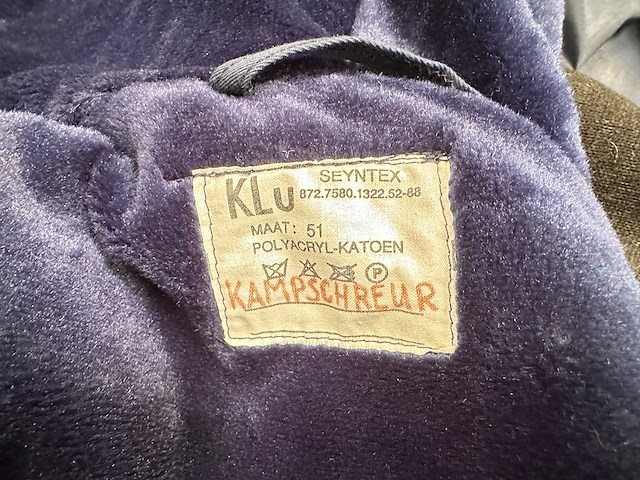 KLu SEYNTEX
872.7580.1322.52-88
MAAT: 51
POLYACRYL-KATOEN
P
KAMPSCHREUR